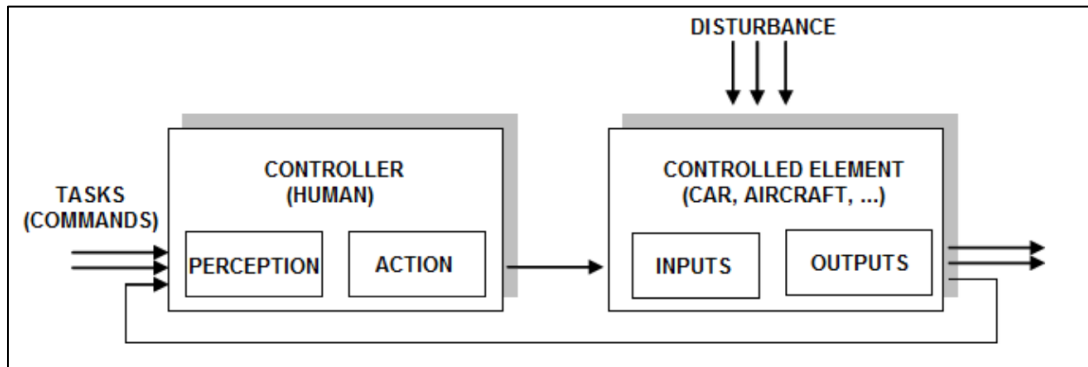 DISTURBANCE
CONTROLLER
(HUMAN)
CONTROLLED ELEMENT
(CAR, AIRCRAFT, ...)
TASKS
(COMMANDS)
PERCEPTION
ACTION
INPUTS
OUTPUTS